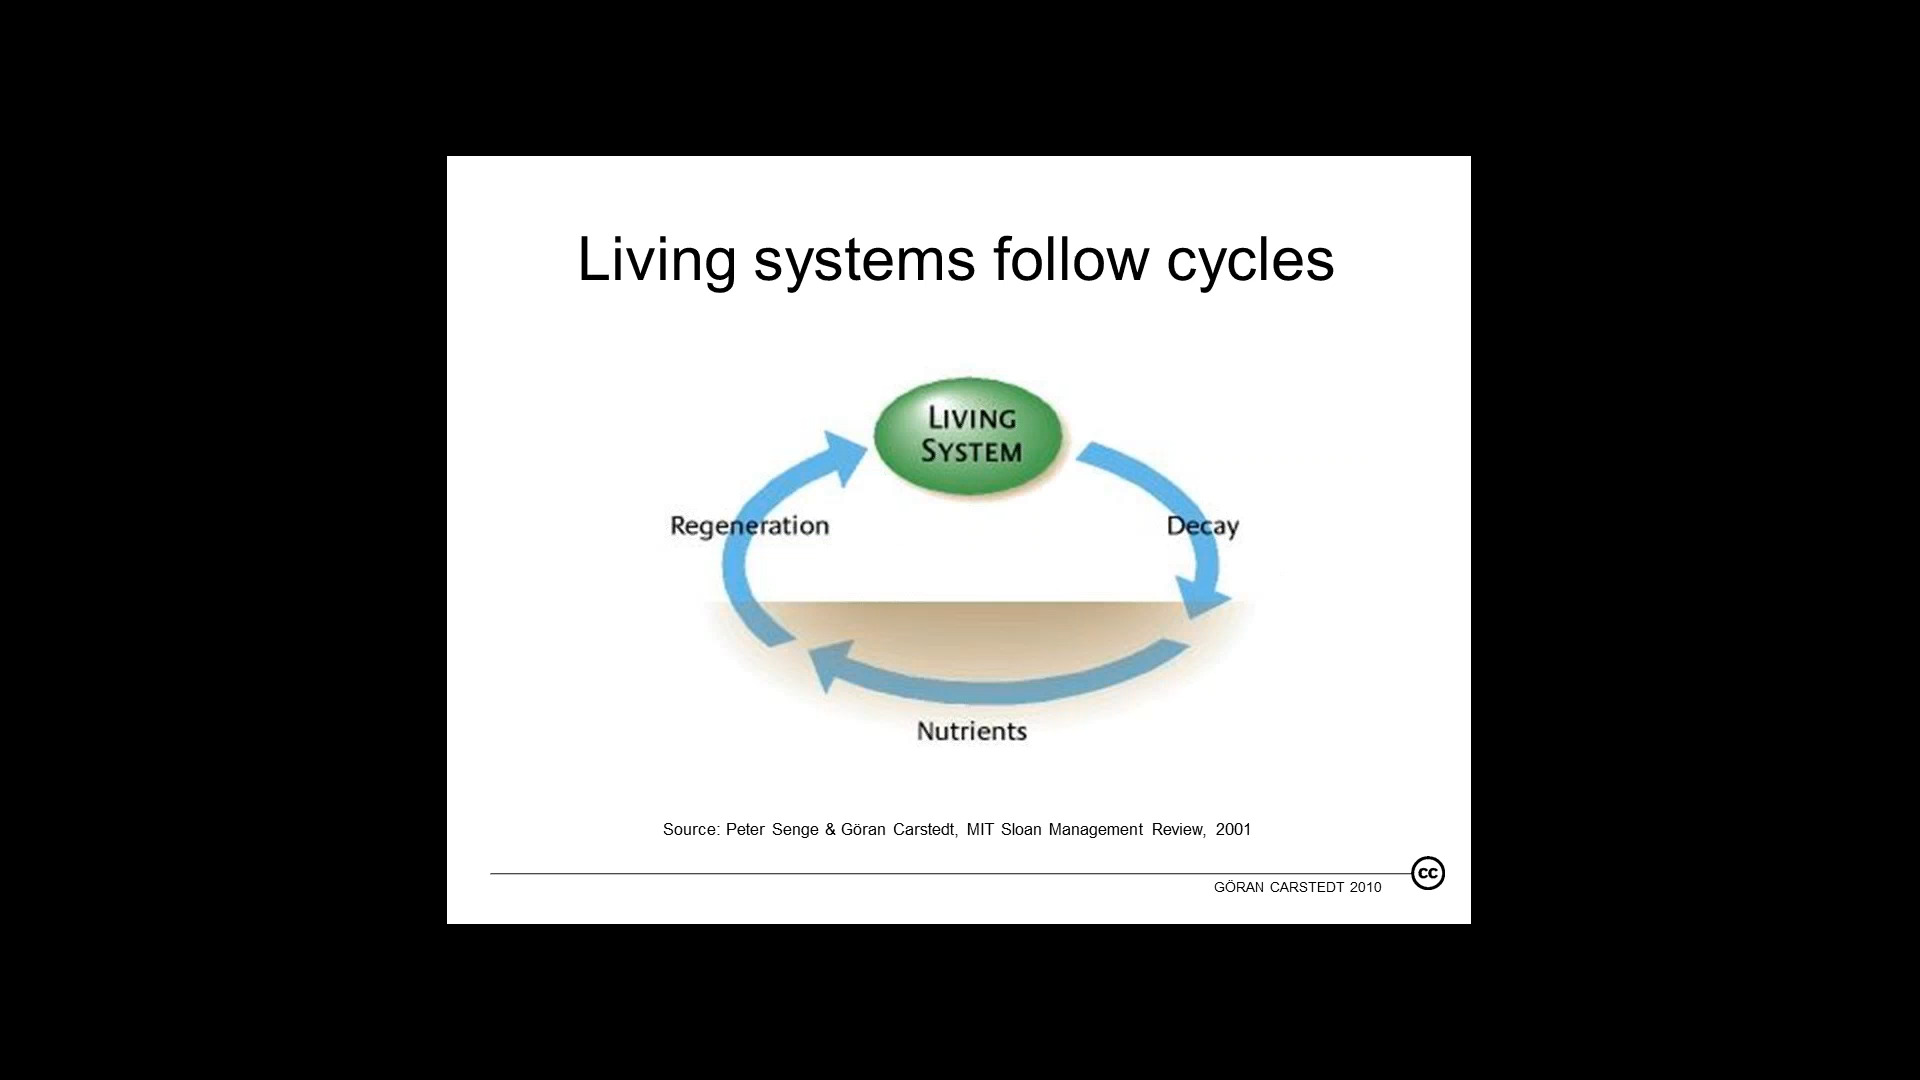 Living systems follow cycles
LIVING
SYSTEM
Regeneration
Decay
Nutrients
Source: Peter Senge & Göran Carstedt, MIT Sloan Management Review, 2001
GÖRAN CARSTEDT 2010
cc